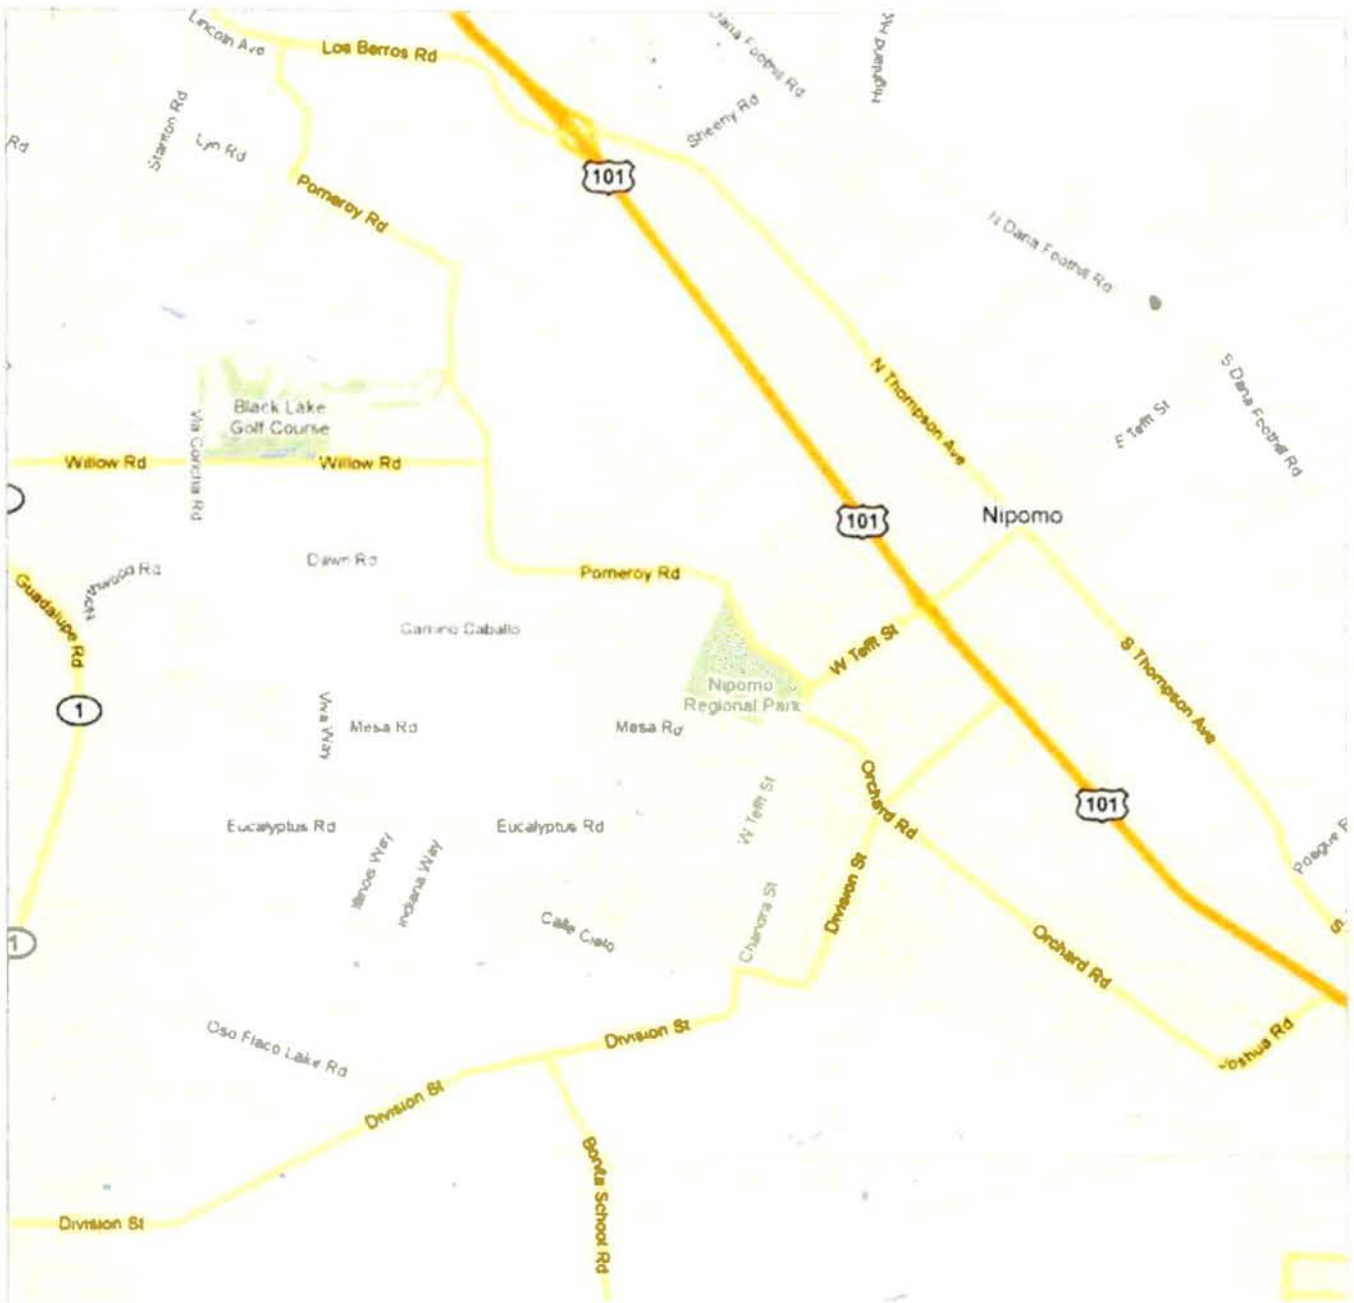 Lincoln Ave
Los Berros Rd
Dana Foothill Rd
Sheehy Rd
Stanton Rd
Lyn Rd
Rd
101
Pomeroy Rd
N Dana Foothill Rd
N Thompson Ave
S Dana Foothill Rd
E Tefft St
Black Lake
Golf Course
Via Concha Rd
Willow Rd
Willow Rd
101
Nipomo
Dawn Rd
Pomeroy Rd
Guadalupe Rd
Camino Caballo
W Tefft St
S Thompson Ave
Nipomo
Regional Park
1
Viva Way
Mesa Rd
Mesa Rd
Orchard Rd
101
W Tefft St
Eucalyptus Rd
Eucalyptus Rd
Illinois Way
Indiana Way
Division St
Chandra St
Calle Cielo
Orchard Rd
1
S
Oso Flaco Lake Rd
Division St
Joshua Rd
Division St
Bonita School Rd
Division St